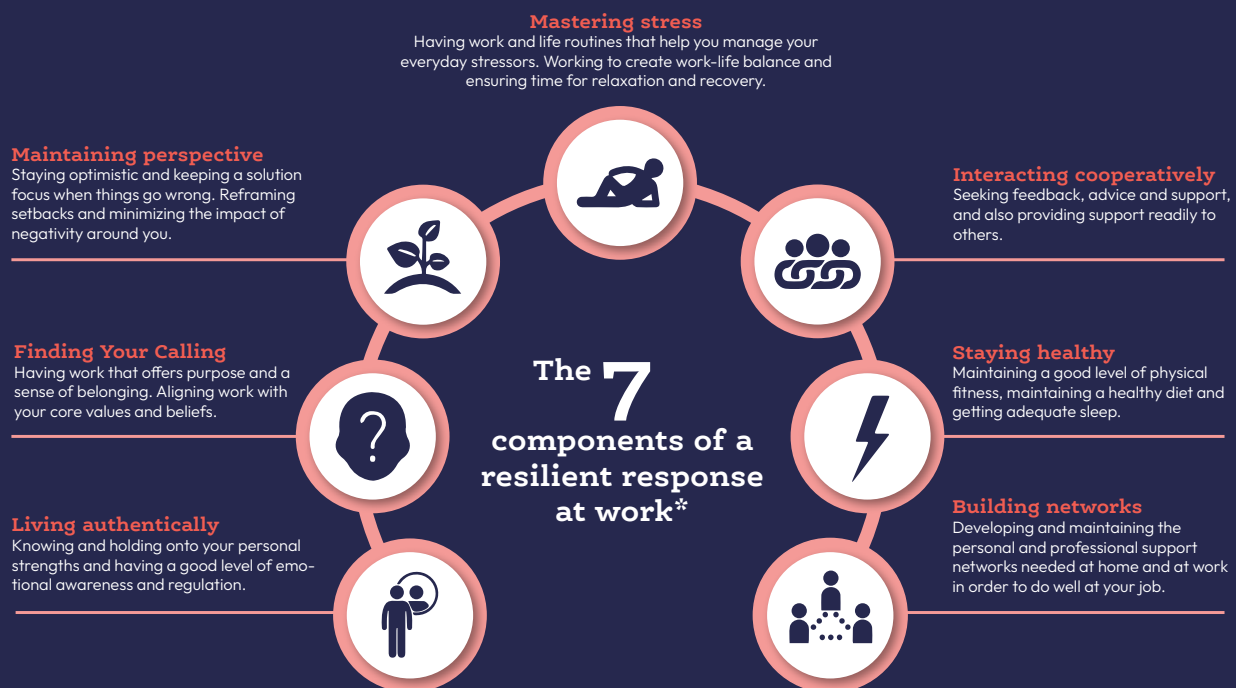 Mastering stress
Having work and life routines that help you manage your
everyday stressors. Working to create work-life balance and
ensuring time for relaxation and recovery.
Maintaining perspective
Staying optimistic and keeping a solution
focus when things go wrong. Reframing
setbacks and minimizing the impact of
negativity around you.
Interacting cooperatively
Seeking feedback, advice and support,
and also providing support readily to
others.
Finding Your Calling
Having work that offers purpose and a
sense of belonging. Aligning work with
your core values and beliefs.
?
The 7
components of a
resilient response
at work*
Staying healthy
Maintaining a good level of physical
fitness, maintaining a healthy diet and
getting adequate sleep.
Living authentically
Knowing and holding onto your personal
strengths and having a good level of emo-
tional awareness and regulation.
Building networks
Developing and maintaining the
personal and professional support
networks needed at home and at work
in order to do well at your job.